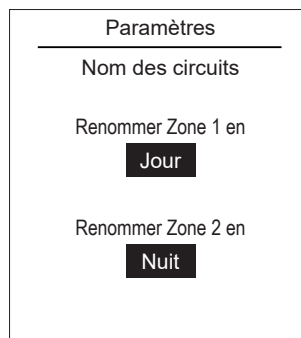 Paramètres
Nom des circuits
Renommer Zone 1 en
Jour
Renommer Zone 2 en
Nuit